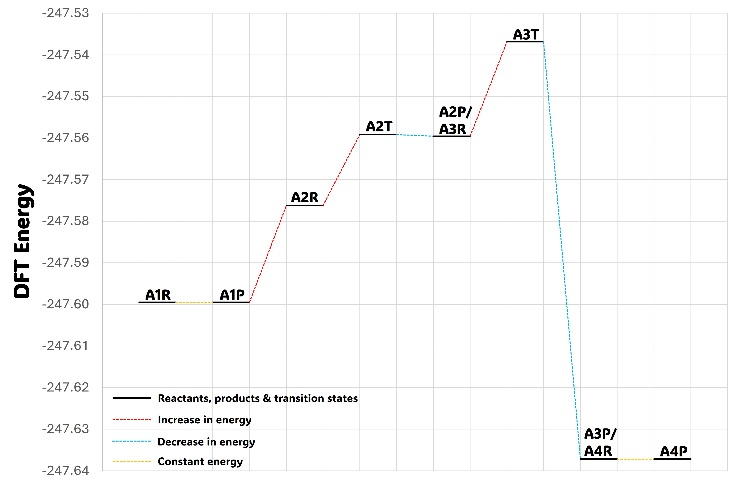 -247.53
-247.54
A3T
-247.55
A2P/
-247.56
A2T
A3R
-247.57
A2R
-247.58
DFT Energy
-247.59
A1R
A1P
-247.60
-247.61
-247.62
Reactants, products & transition states
Increase in energy
-247.63
A3P/
Decrease in energy
A4R
A4P
Constant energy
-247.64